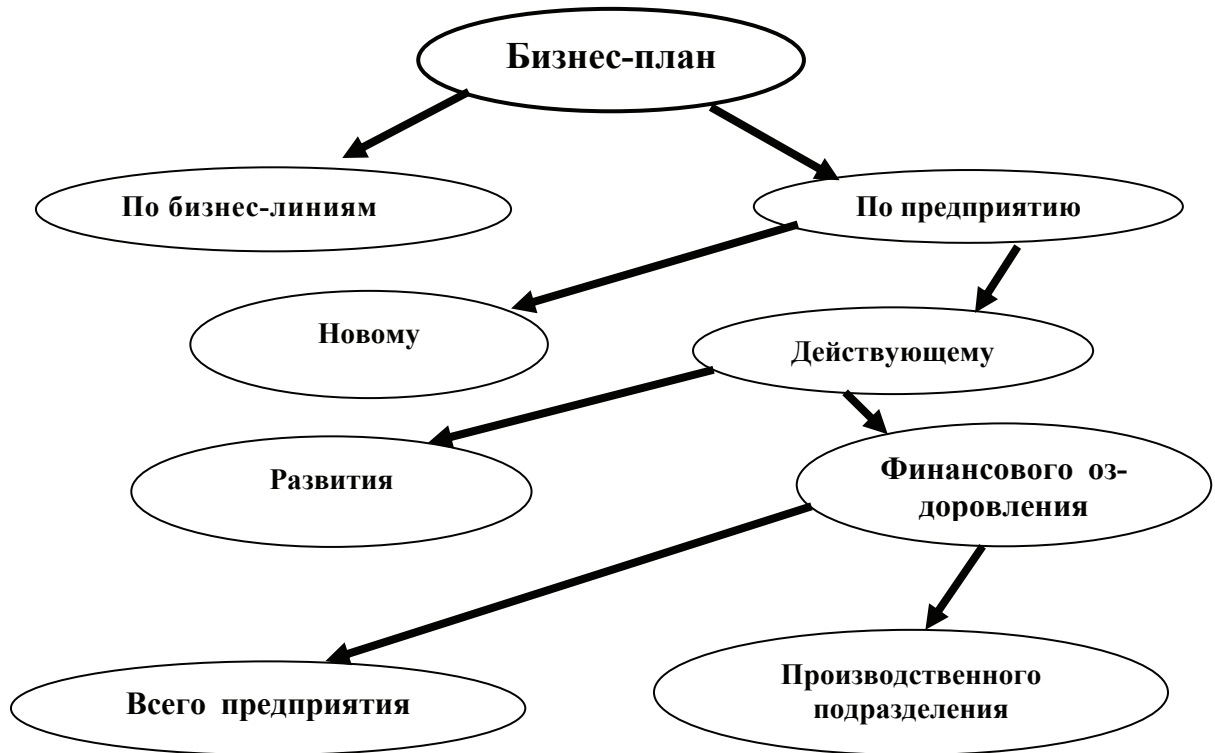 Бизнес-план
По бизнес-линиям
По предприятию
Новому
Действующему
Развития
Финансового оз-
доровления
Всего предприятия
Производственного
подразделения